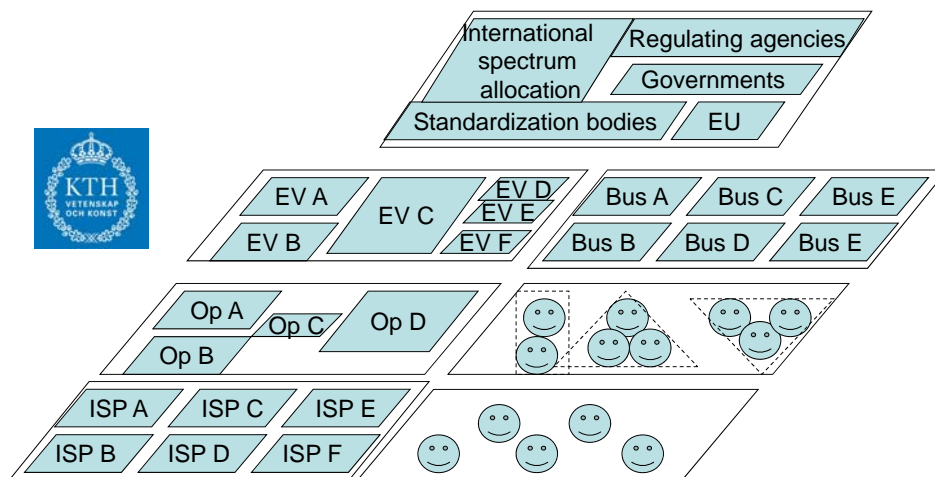 International
spectrum
allocation
Regulating agencies
Governments
Standardization bodies
EU
KTH
VETENSKAP
OCH KONST
EV A
EV B
EV C
EV D
EV E
EV F
Bus A
Bus C
Bus E
Bus B
Bus D
Bus E
Op A
Op B
Op C
Op D
ISP A
ISP C
ISP E
ISP B
ISP D
ISP F